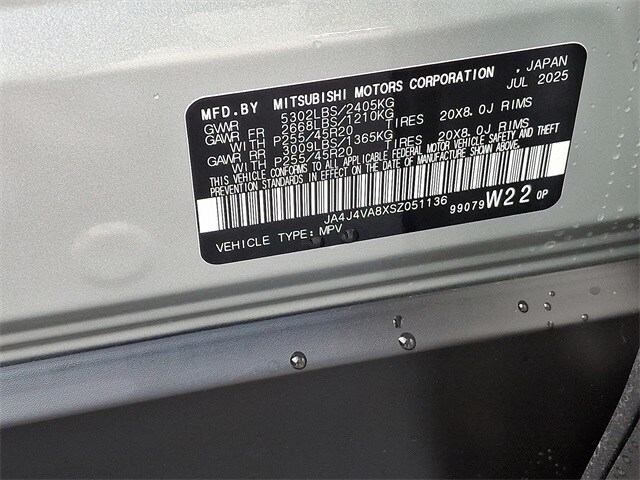 MFD.BY MITSUBISHI MOTORS CORPORATION , JAPAN
JUL 2025
GVWR 5302LBS/2405KG
GAWR FR 2668LBS/1210KG
WITH P255/45R20 TIRES 20X8.0J RIMS
GAWR RR 3009LBS/1365KG
WITH P255/45R20 TIRES 20X8.0J RIMS
THIS VEHICLE CONFORMS TO ALL APPLICABLE FEDERAL MOTOR VEHICLE SAFETY AND THEFT
PREVENTION STANDARDS IN EFFECT ON THE DATE OF MANUFACTURE SHOWN ABOVE.
JA4J4VA8XSZ051136
99079 W22 0P
VEHICLE TYPE: MPV